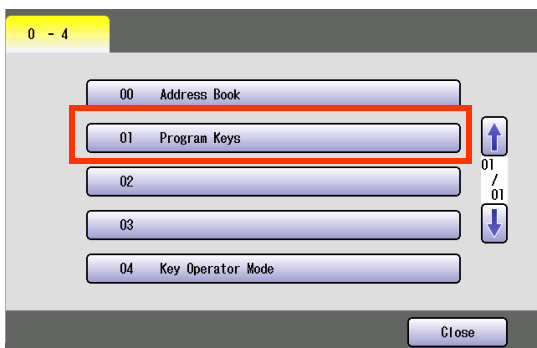 0 - 4
00 Address Book
01 Program Keys
02
03
04 Key Operator Mode
01
/
01
Close